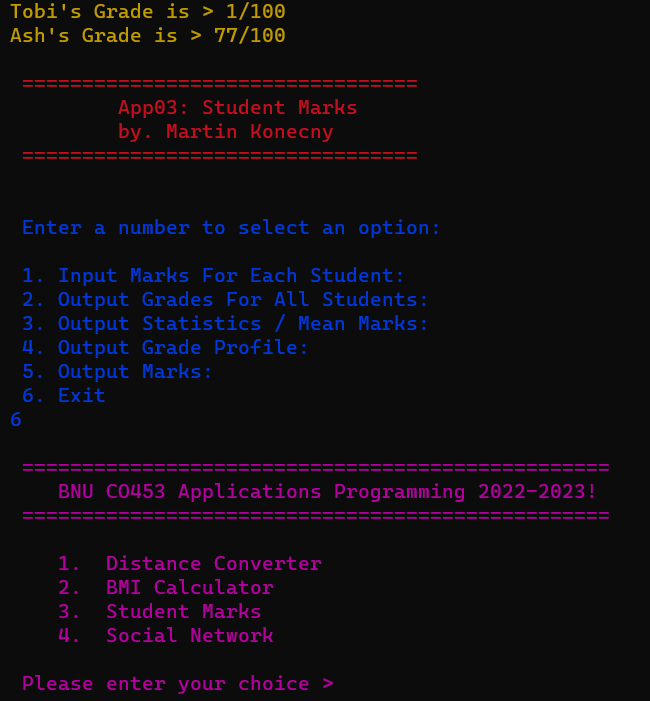 Tobi's Grade is > 1/100
Ash's Grade is > 77/100
=================================
App03: Student Marks
by. Martin Konecny
=================================
Enter a number to select an option:
1. Input Marks For Each Student:
2. Output Grades For All Students:
3. Output Statistics / Mean Marks:
4. Output Grade Profile:
5. Output Marks:
6. Exit
6
=================================================
BNU CO453 Applications Programming 2022-2023!
=================================================
1. Distance Converter
2. BMI Calculator
3. Student Marks
4. Social Network
Please enter your choice >